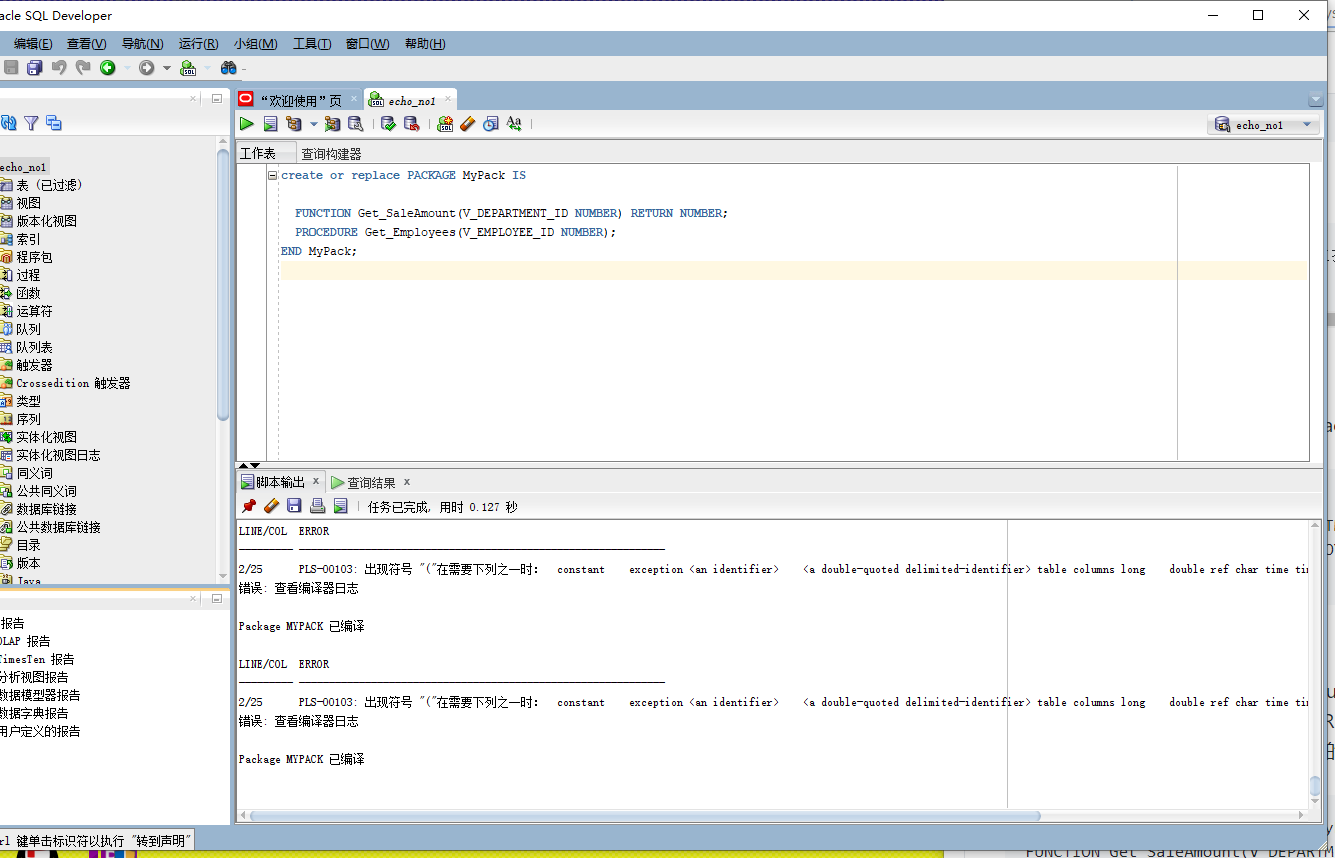 acle SQL Developer
编辑(E) 查看(V) 导航(N) 运行(R) 小组(M) 工具(T) 窗口(W) 帮助(H)
“欢迎使用”页 echo_no1
echo_no1
工作表 查询构建器
create or replace PACKAGE MyPack IS
FUNCTION Get_SaleAmount(V_DEPARTMENT_ID NUMBER) RETURN NUMBER;
PROCEDURE Get_Employees(V_EMPLOYEE_ID NUMBER);
END MyPack;
echo_no1
表 (已过滤)
视图
版本化视图
索引
程序包
过程
函数
运算符
队列
队列表
触发器
Crossedition 触发器
类型
序列
实体化视图
实体化视图日志
同义词
公共同义词
数据库链接
公共数据库链接
目录
版本
Java
报告
OLAP 报告
TimesTen 报告
分析视图报告
数据模型器报告
数据字典报告
用户定义的报告
脚本输出 x 查询结果 x
任务已完成, 用时 0.127 秒
LINE/COL ERROR
--------- -------------------------------------------------------------
2/25 PLS-00103: 出现符号 "("在需要下列之一时: constant exception <an identifier> <a double-quoted delimited-identifier> table columns long double ref char time tim
错误: 查看编译器日志
Package MYPACK 已编译
LINE/COL ERROR
--------- -------------------------------------------------------------
2/25 PLS-00103: 出现符号 "("在需要下列之一时: constant exception <an identifier> <a double-quoted delimited-identifier> table columns long double ref char time tim
错误: 查看编译器日志
Package MYPACK 已编译
rl 键单击标识符以执行 "转到声明"
FUNCTION Get_SaleAmount(V_DEPARTM